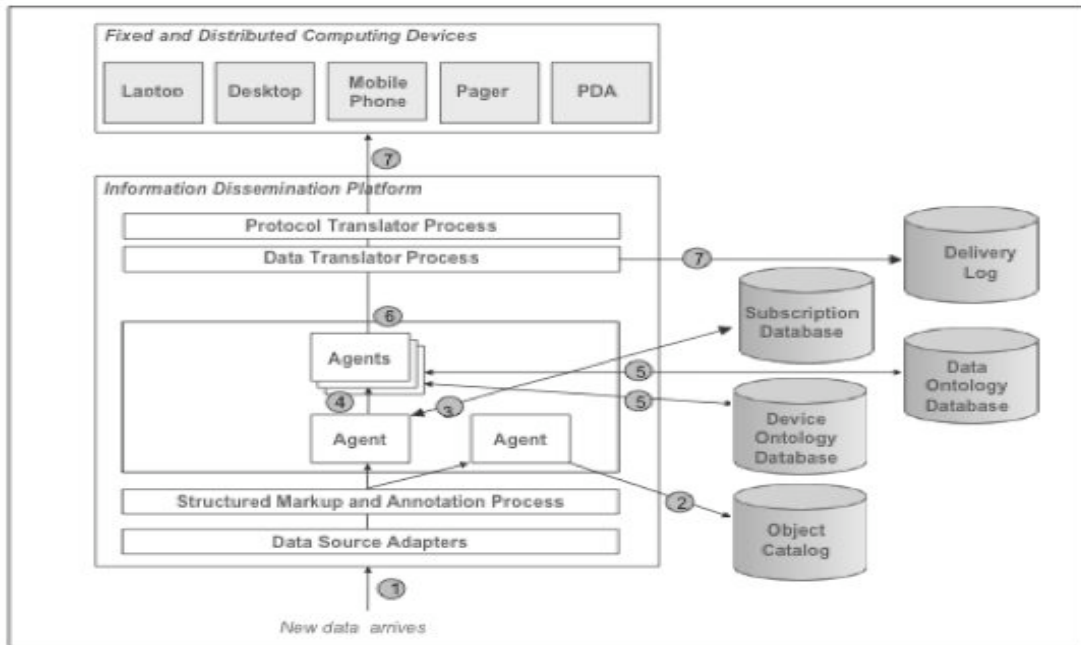 Fixed and Distributed Computing Devices
Laptop
Desktop
Mobile
Phone
Pager
PDA
7
Information Dissemination Platform
Protocol Translator Process
Data Translator Process
7
Delivery
Log
6
Subscription
Database
Agents
5
Data
Ontology
Database
4
3
5
Device
Ontology
Database
Agent
Agent
Structured Markup and Annotation Process
2
Object
Catalog
Data Source Adapters
1
New data arrives